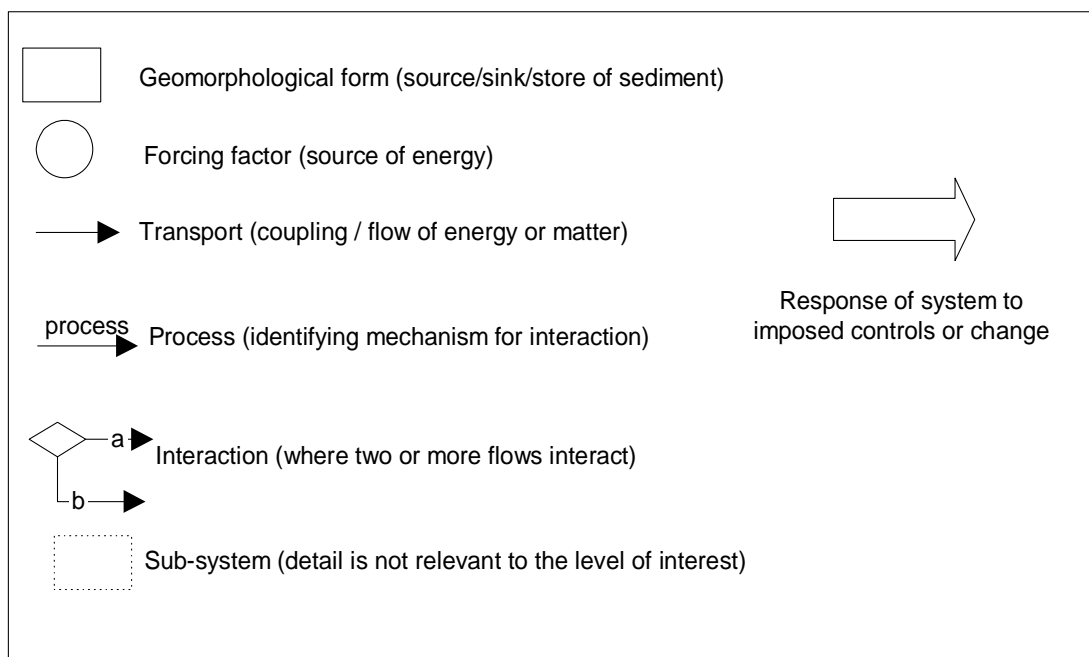 Geomorphological form (source/sink/store of sediment)
Forcing factor (source of energy)
Transport (coupling / flow of energy or matter)
process
Process (identifying mechanism for interaction)
a
Interaction (where two or more flows interact)
b
Sub-system (detail is not relevant to the level of interest)
Response of system to
imposed controls or change